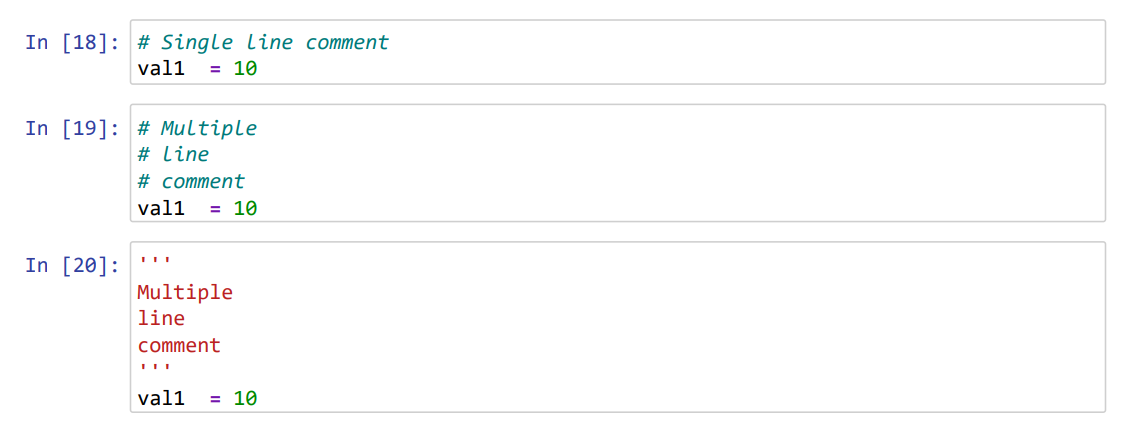 In [18]: # Single line comment
val1  = 10
In [19]: # Multiple
# line
# comment
val1  = 10
In [20]: '''
Multiple
line
comment
'''
val1  = 10